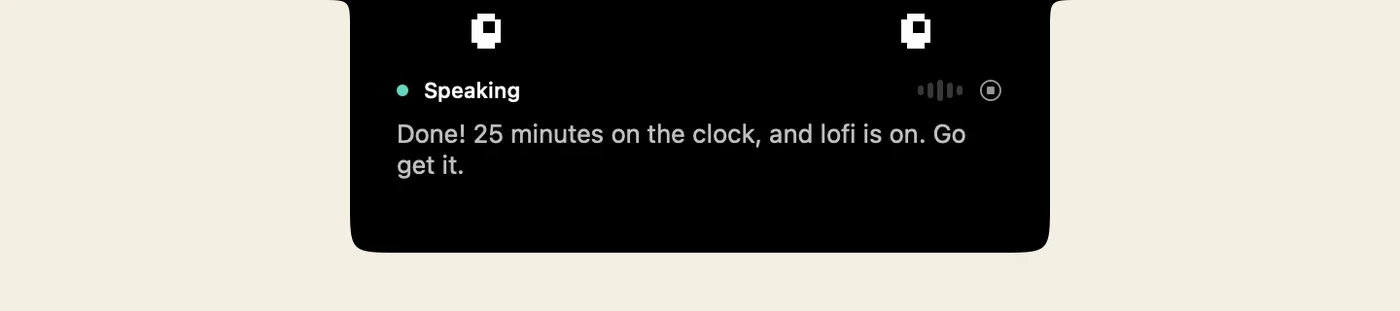 Speaking
Done! 25 minutes on the clock, and lofi is on. Go
get it.